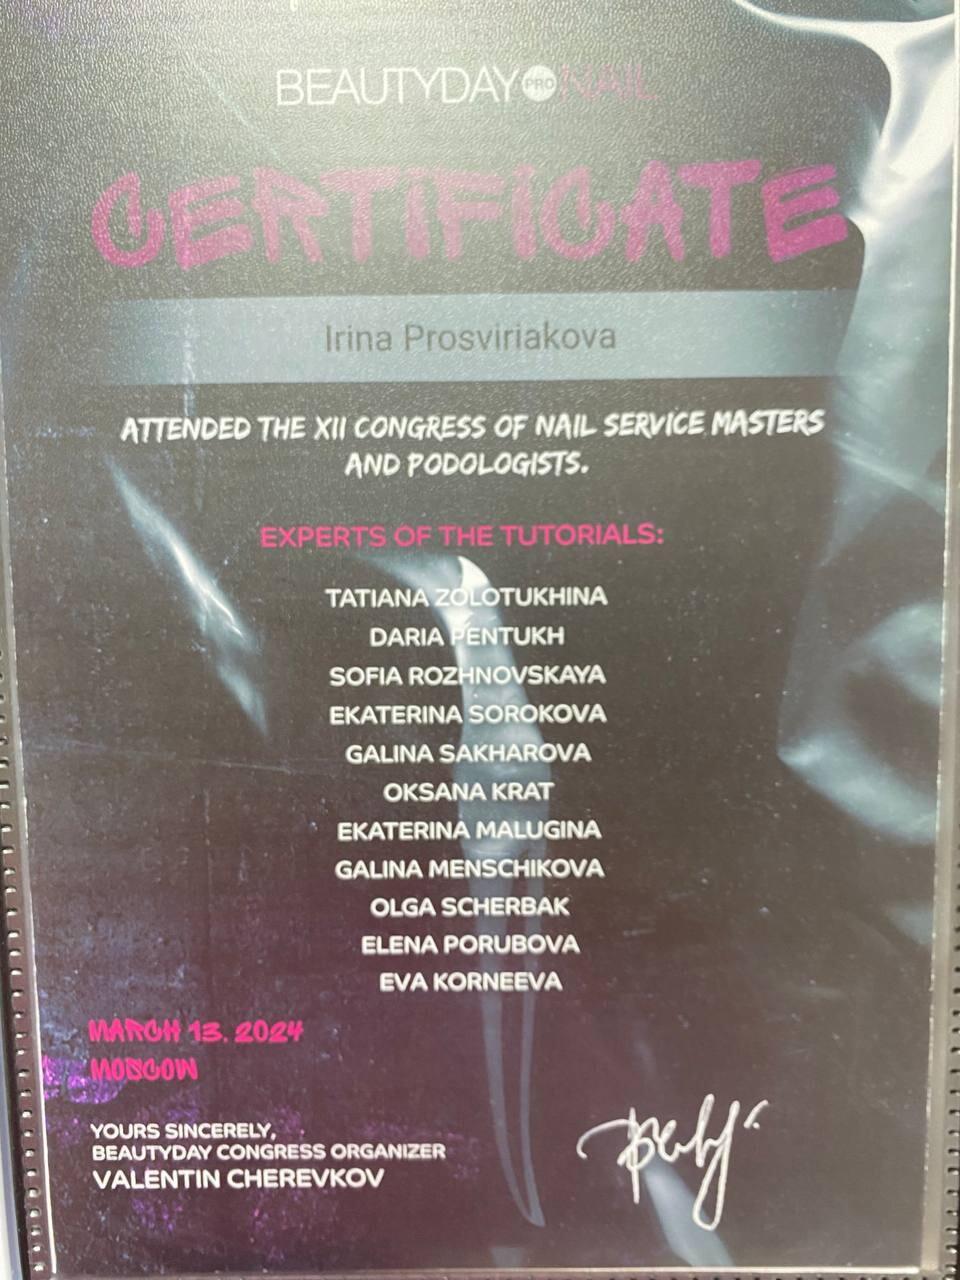 BEAUTYDAY PRO NAIL
CERTIFICATE
Irina Prosviriakova
ATTENDED THE XII CONGRESS OF NAIL SERVICE MASTERS
AND PODOLOGISTS.
EXPERTS OF THE TUTORIALS:
TATIANA ZOLOTUKHINA
DARIA PENTUKH
SOFIA ROZHNOVSKAYA
EKATERINA SOROKOVA
GALINA SAKHAROVA
OKSANA KRAT
EKATERINA MALUGINA
GALINA MENSCHIKOVA
OLGA SCHERBAK
ELENA PORUBOVA
EVA KORNEEVA
MARCH 13, 2024
MOSCOW
YOURS SINCERELY,
BEAUTYDAY CONGRESS ORGANIZER
VALENTIN CHEREVKOV